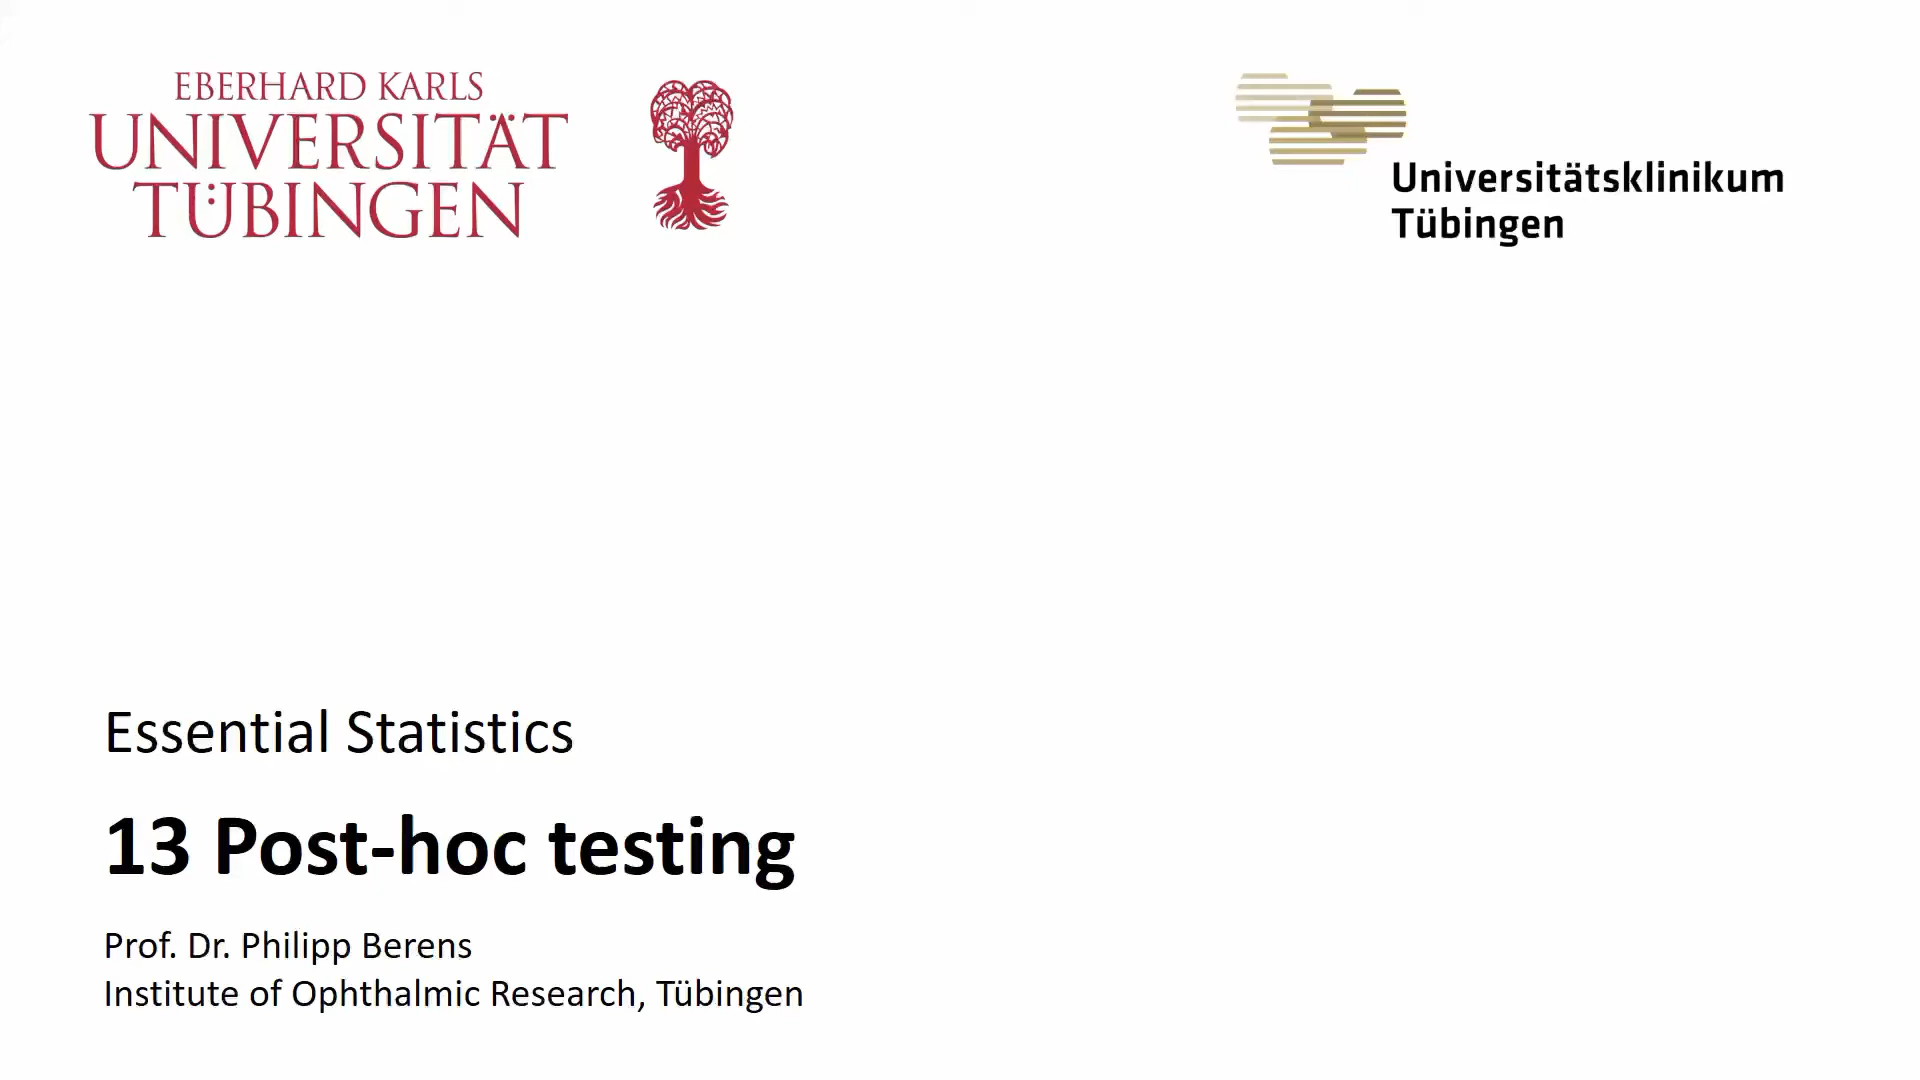 EBERHARD KARLS
UNIVERSITÄT
TÜBINGEN
Universitätsklinikum
Tübingen
Essential Statistics
13 Post-hoc testing
Prof. Dr. Philipp Berens
Institute of Ophthalmic Research, Tübingen